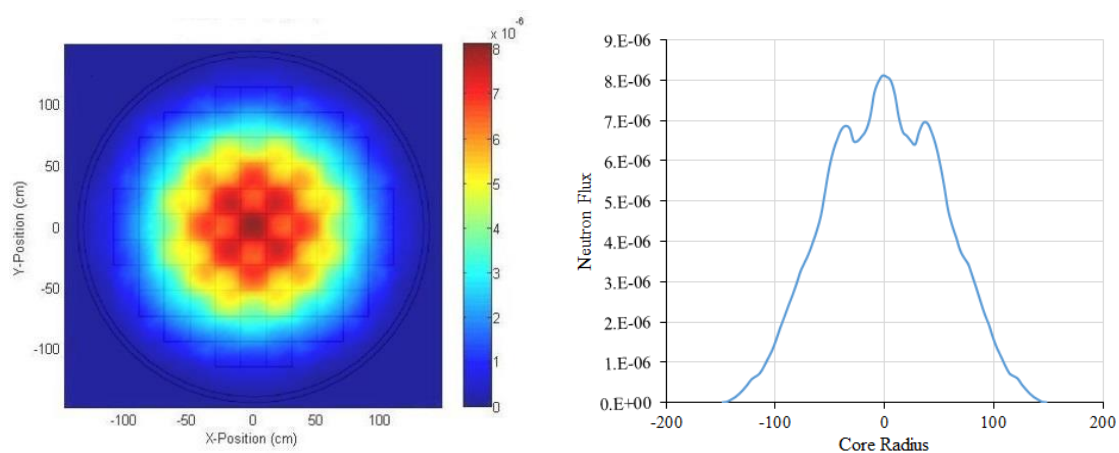 x 10⁻⁶
8
7
6
5
4
3
2
1
0
100
50
0
-50
-100
Y-Position (cm)
-100 -50 0 50 100
X-Position (cm)
9.E-06
8.E-06
7.E-06
6.E-06
5.E-06
4.E-06
3.E-06
2.E-06
1.E-06
0.E+00
Neutron Flux
-200 -100 0 100 200
Core Radius